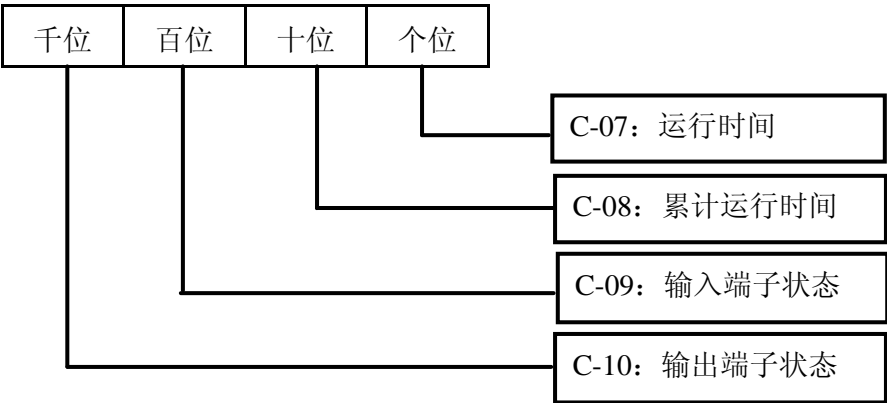 千位 百位 十位 个位
C-07：运行时间
C-08：累计运行时间
C-09：输入端子状态
C-10：输出端子状态